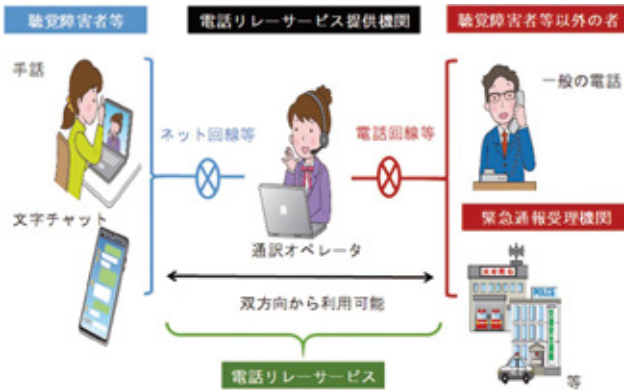 聴覚障害者等
電話リレーサービス提供機関
聴覚障害者等以外の者
手話
一般の電話
ネット回線等
電話回線等
文字チャット
通訳オペレータ
緊急通報受理機関
双方向から利用可能
POLICE
等
電話リレーサービス